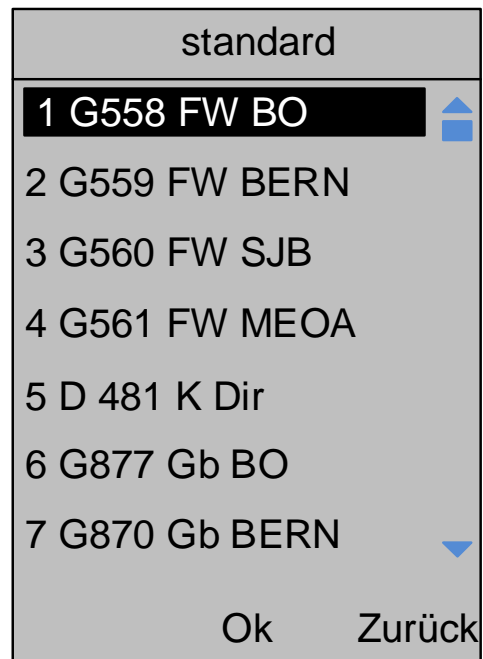 standard
1 G558 FW BO
2 G559 FW BERN
3 G560 FW SJB
4 G561 FW MEOA
5 D 481 K Dir
6 G877 Gb BO
7 G870 Gb BERN
Ok Zurück